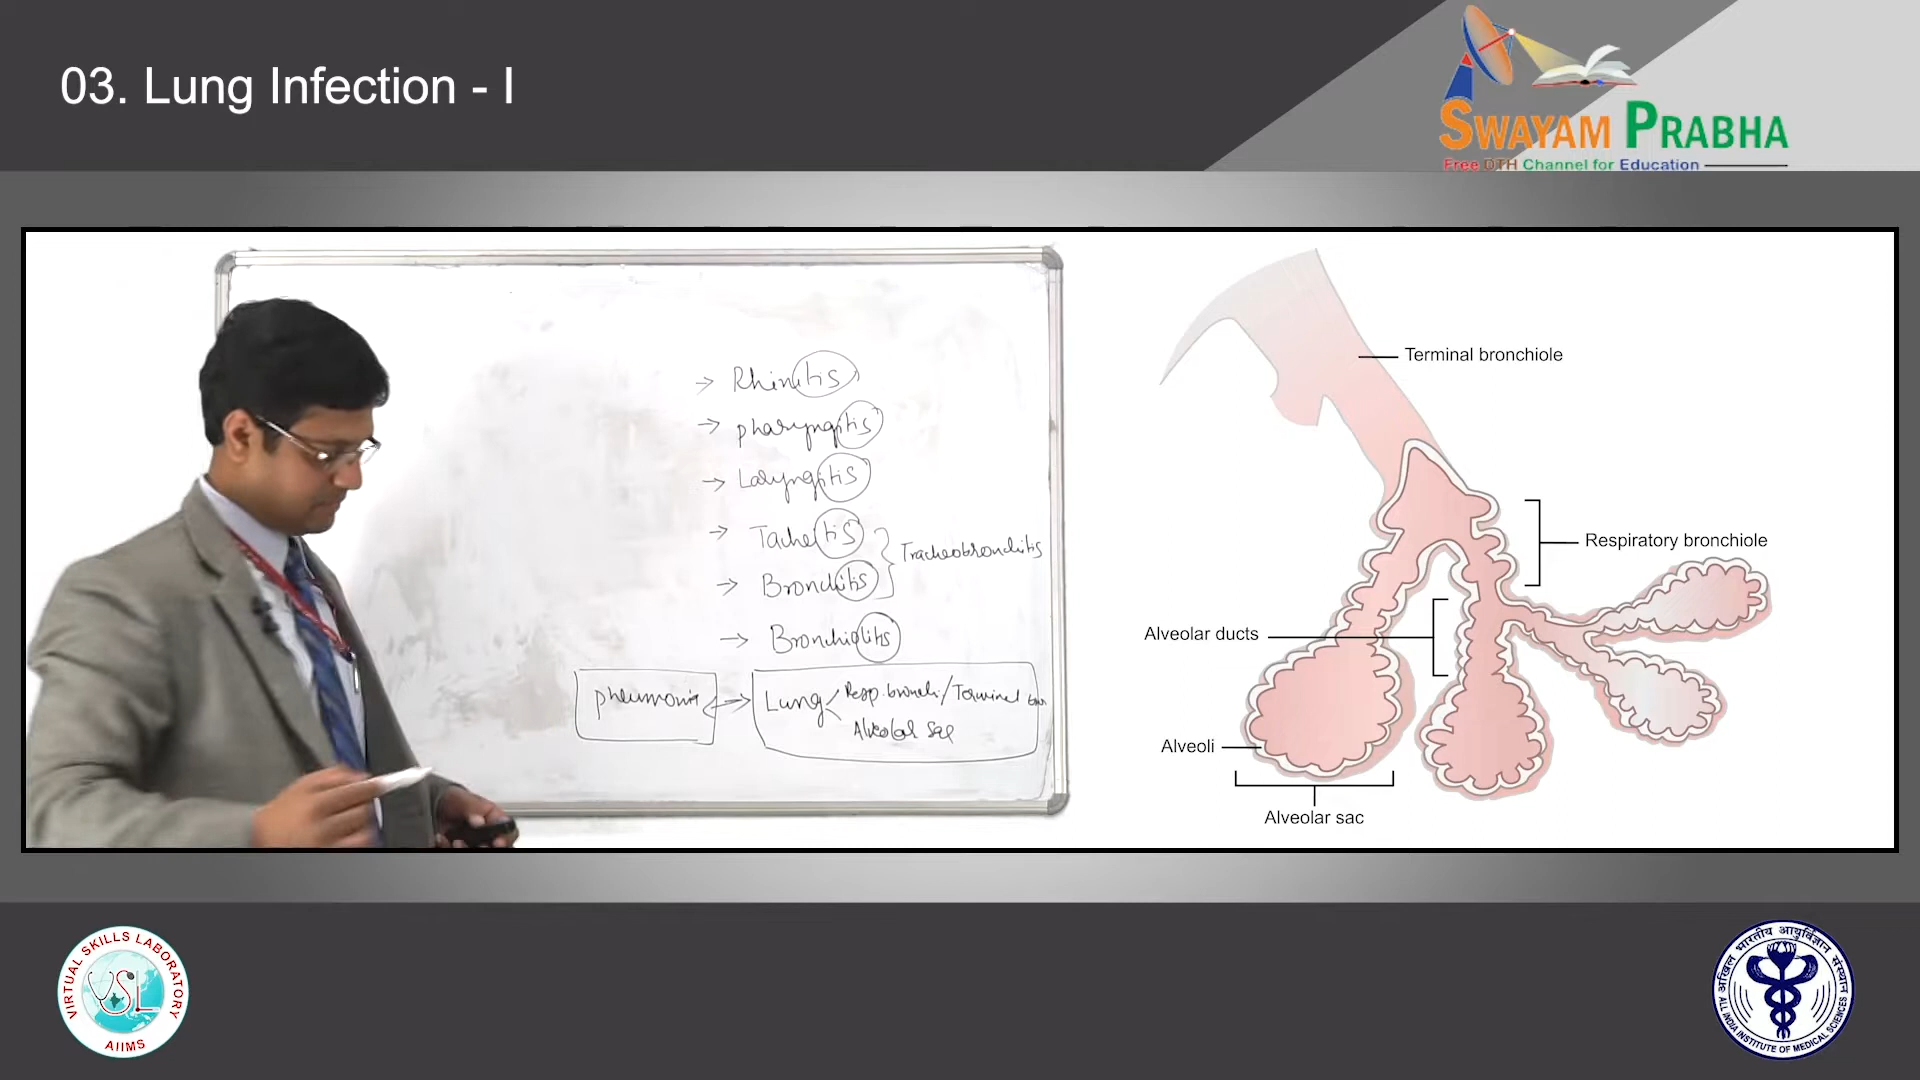 03. Lung Infection - I
SWAYAM PRABHA
Free DTH Channel for Education
→ Rhinitis
→ pharyngitis
→ Laryngitis
→ Tacheitis
Tracheobronchitis
→ Bronchitis
→ Bronchiolitis
pneumonia → Lung
Resp. bronchi/Terminal
Alveolal sac
Terminal bronchiole
Respiratory bronchiole
Alveolar ducts
Alveoli
Alveolar sac
VIRTUAL SKILLS LABORATORY
VSL
AIIMS
अखिल भारतीय आयुर्विज्ञान संस्थान
ALL INDIA INSTITUTE OF MEDICAL SCIENCES